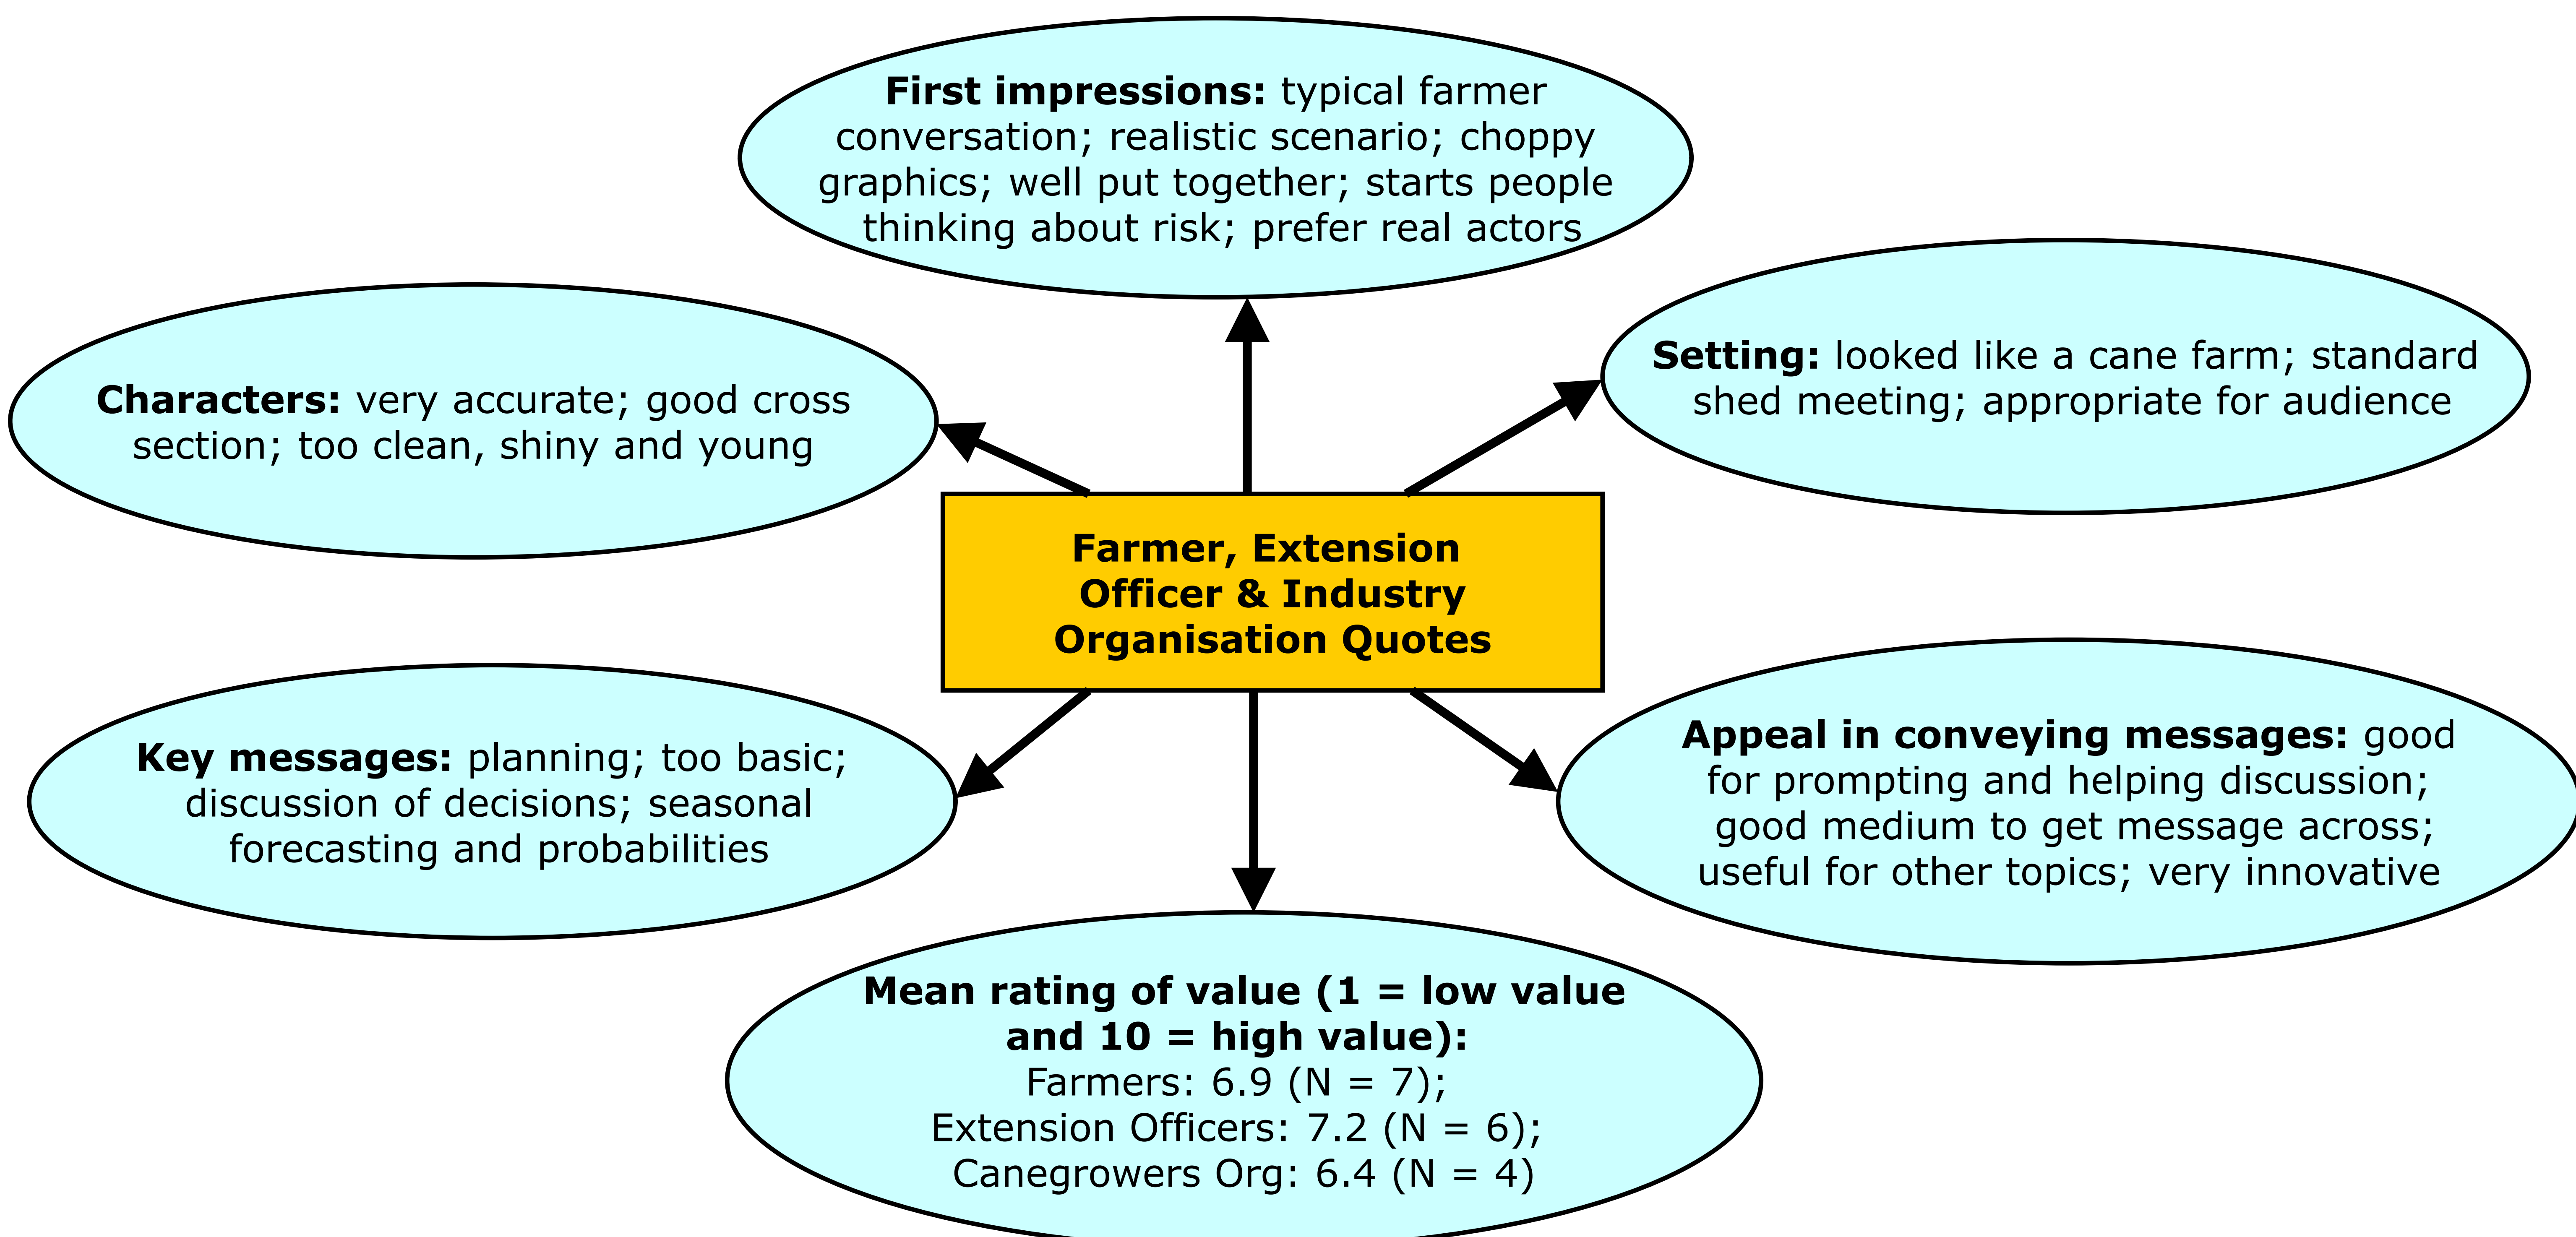 First impressions: typical farmer
conversation; realistic scenario; choppy
graphics; well put together; starts people
thinking about risk; prefer real actors
Characters: very accurate; good cross
section; too clean, shiny and young
Setting: looked like a cane farm; standard
shed meeting; appropriate for audience
Farmer, Extension
Officer & Industry
Organisation Quotes
Key messages: planning; too basic;
discussion of decisions; seasonal
forecasting and probabilities
Appeal in conveying messages: good
for prompting and helping discussion;
good medium to get message across;
useful for other topics; very innovative
Mean rating of value (1 = low value
and 10 = high value):
Farmers: 6.9 (N = 7);
Extension Officers: 7.2 (N = 6);
Canegrowers Org: 6.4 (N = 4)